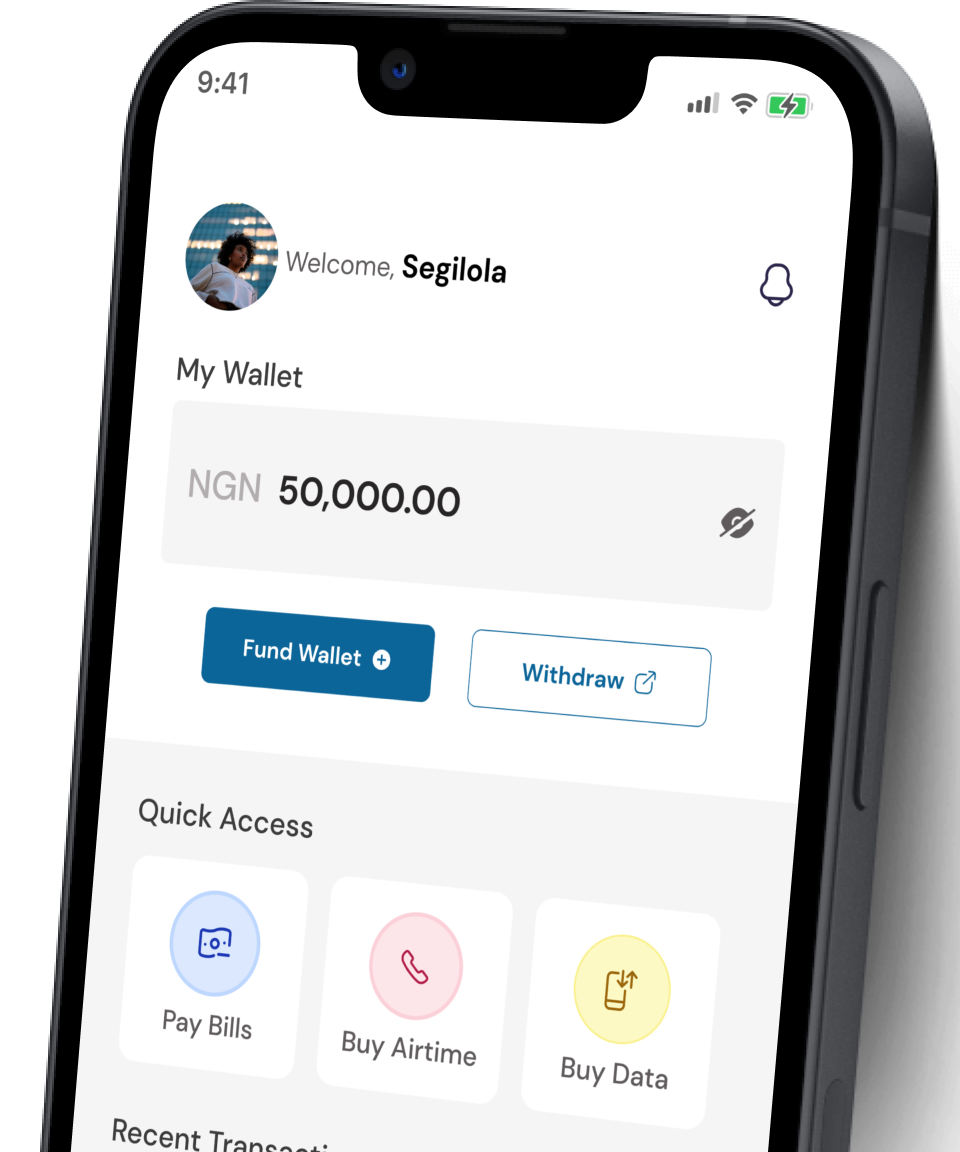 9:41
Welcome, Segilola
My Wallet
NGN 50,000.00
Fund Wallet
Withdraw
Quick Access
Pay Bills
Buy Airtime
Buy Data
Recent Transacti